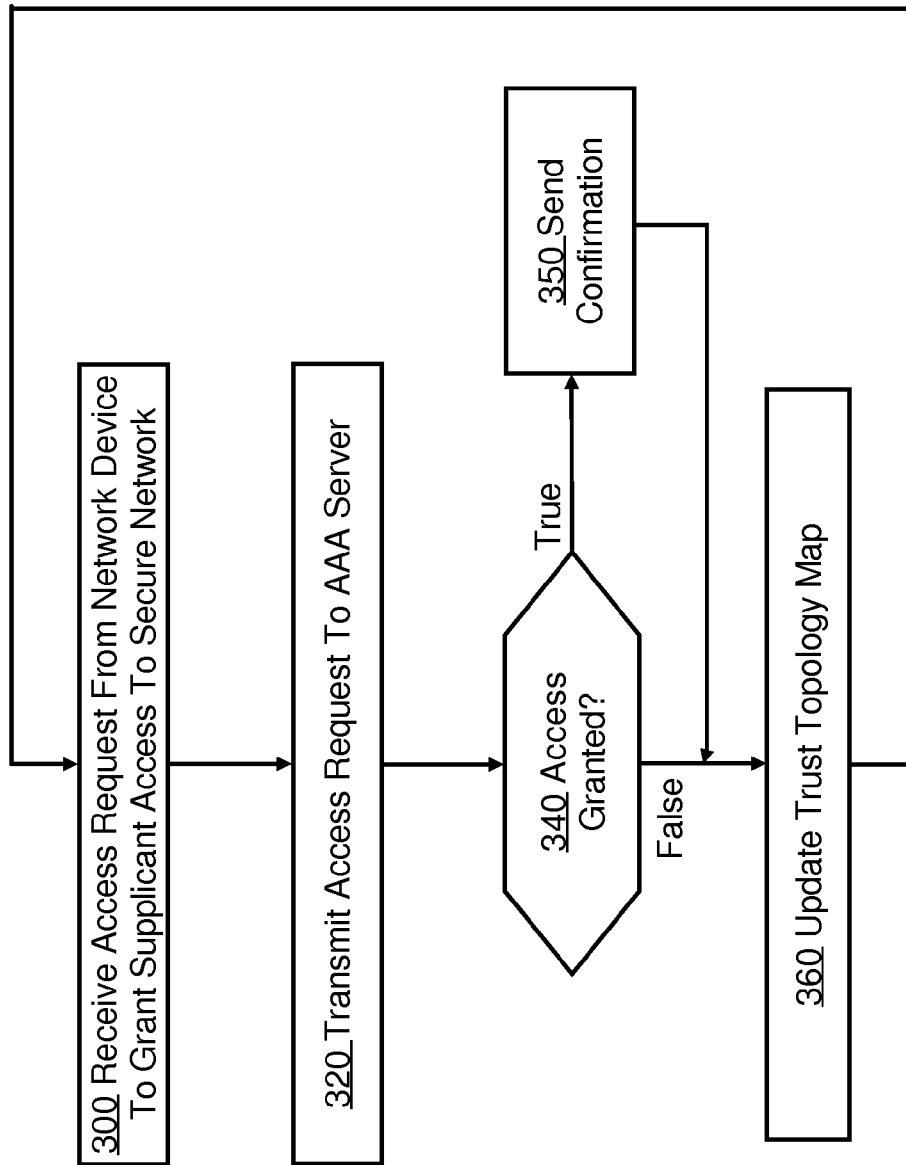 300 Receive Access Request From Network Device
To Grant Supplicant Access To Secure Network
320 Transmit Access Request To AAA Server
340 Access
Granted?
True
350 Send
Confirmation
False
360 Update Trust Topology Map